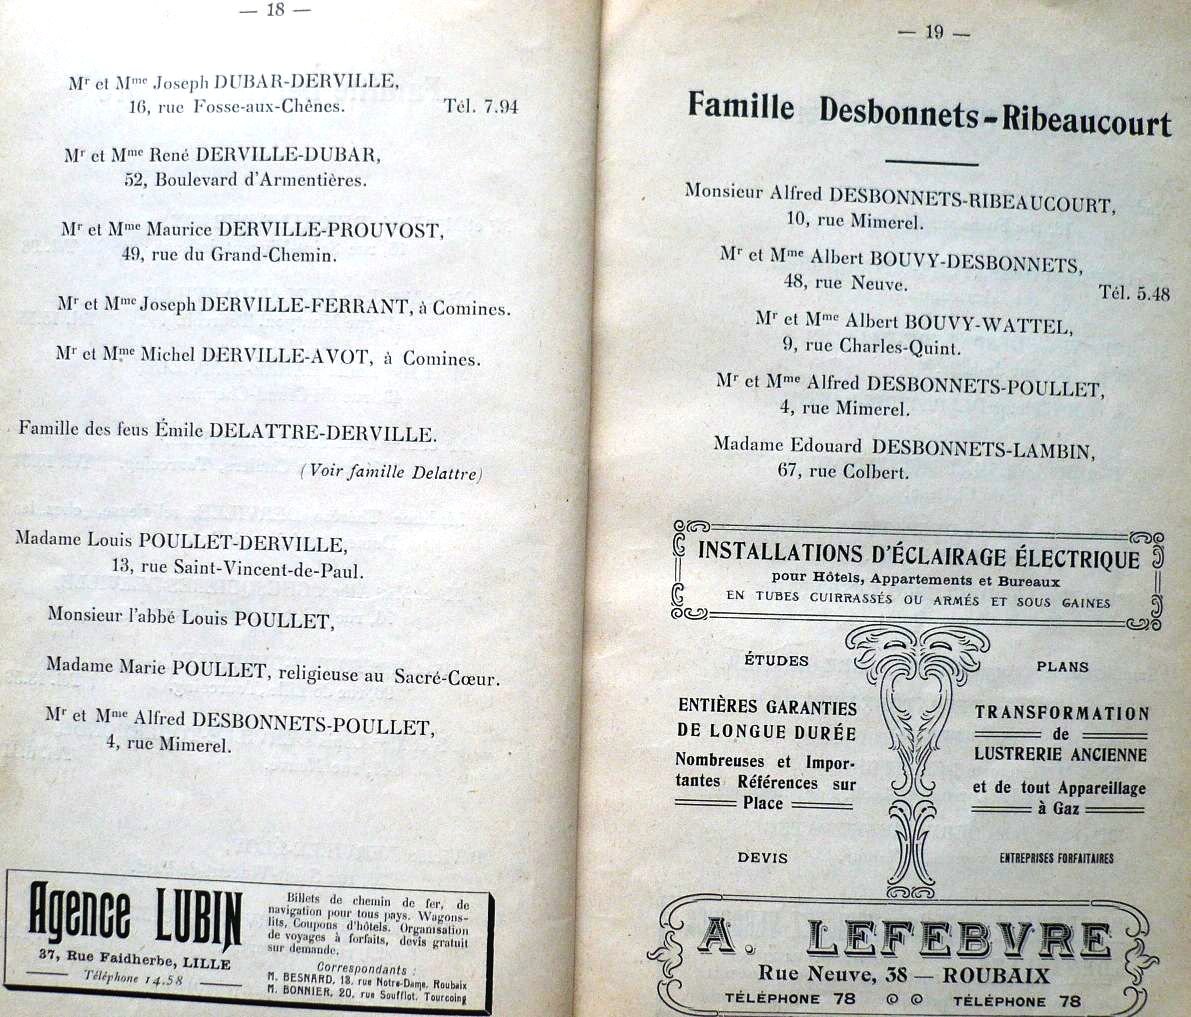 — 18 —
Mr et Mme Joseph DUBAR-DERVILLE,
16, rue Fosse-aux-Chênes. Tél. 7.94
Mr et Mme René DERVILLE-DUBAR,
52, Boulevard d'Armentières.
Mr et Mme Maurice DERVILLE-PROUVOST,
49, rue du Grand-Chemin.
Mr et Mme Joseph DERVILLE-FERRANT, à Comines.
Mr et Mme Michel DERVILLE-AVOT, à Comines.
Famille des feus Émile DELATTRE-DERVILLE.
(Voir famille Delattre)
Madame Louis POULLET-DERVILLE,
13, rue Saint-Vincent-de-Paul.
Monsieur l'abbé Louis POULLET,
Madame Marie POULLET, religieuse au Sacré-Cœur.
Mr et Mme Alfred DESBONNETS-POULLET,
4, rue Mimerel.
Agence LUBIN
37, Rue Faidherbe, LILLE
Téléphone 14.58
Billets de chemin de fer, de
navigation pour tous pays. Wagons-
lits, Coupons d'hôtels. Organisation
de voyages à forfaits, devis gratuit
sur demande.
Correspondants :
M. BESNARD, 18, rue Notre-Dame, Roubaix
M. BONNIER, 20, rue Soufflot, Tourcoing
— 19 —
Famille Desbonnets-Ribeaucourt
Monsieur Alfred DESBONNETS-RIBEAUCOURT,
10, rue Mimerel.
Mr et Mme Albert BOUVY-DESBONNETS,
48, rue Neuve. Tél. 5.48
Mr et Mme Albert BOUVY-WATTEL,
9, rue Charles-Quint.
Mr et Mme Alfred DESBONNETS-POULLET,
4, rue Mimerel.
Madame Edouard DESBONNETS-LAMBIN,
67, rue Colbert.
INSTALLATIONS D'ÉCLAIRAGE ÉLECTRIQUE
pour Hôtels, Appartements et Bureaux
EN TUBES CUIRRASSÉS OU ARMÉS ET SOUS GAINES
ÉTUDES
ENTIÈRES GARANTIES
DE LONGUE DURÉE
Nombreuses et Impor-
tantes Références sur
Place
DEVIS
PLANS
TRANSFORMATION
de
LUSTRERIE ANCIENNE
et de tout Appareillage
à Gaz
ENTREPRISES FORFAITAIRES
A. LEFEBVRE
Rue Neuve, 38 — ROUBAIX
TÉLÉPHONE 78 TÉLÉPHONE 78